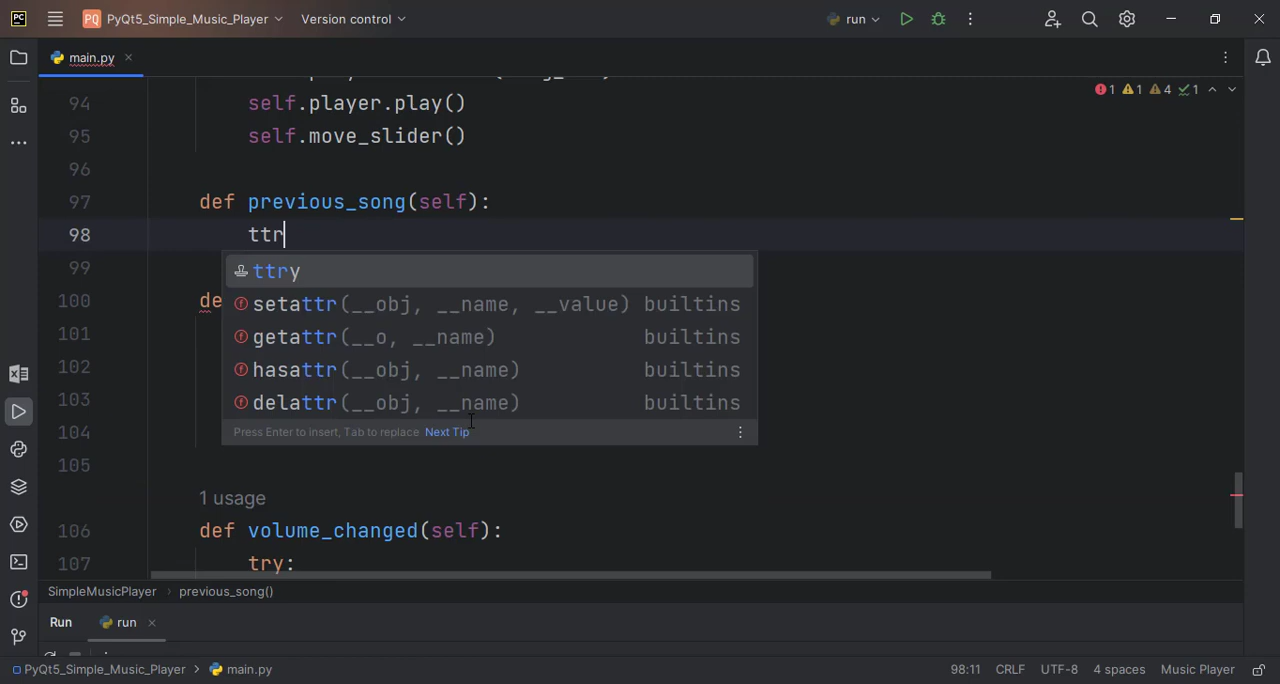 PC PQ PyQt5_Simple_Music_Player Version control run
main.py
1 1 4 1
94 self.player.play()
95 self.move_slider()
96
97 def previous_song(self):
98 ttr
99 ttry
100 de setattr(__obj, __name, __value) builtins
101 getattr(__o, __name) builtins
102 hasattr(__obj, __name) builtins
103 delattr(__obj, __name) builtins
104 Press Enter to insert, Tab to replace Next Tip
105
1 usage
106 def volume_changed(self):
107 try:
SimpleMusicPlayer previous_song()
Run run
PyQt5_Simple_Music_Player main.py 98:11 CRLF UTF-8 4 spaces Music Player